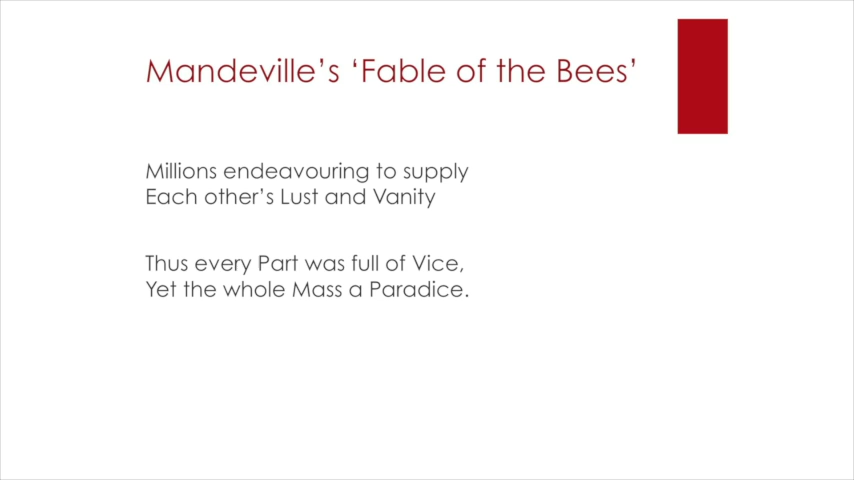 Mandeville’s ‘Fable of the Bees’
Millions endeavouring to supply
Each other’s Lust and Vanity
Thus every Part was full of Vice,
Yet the whole Mass a Paradice.